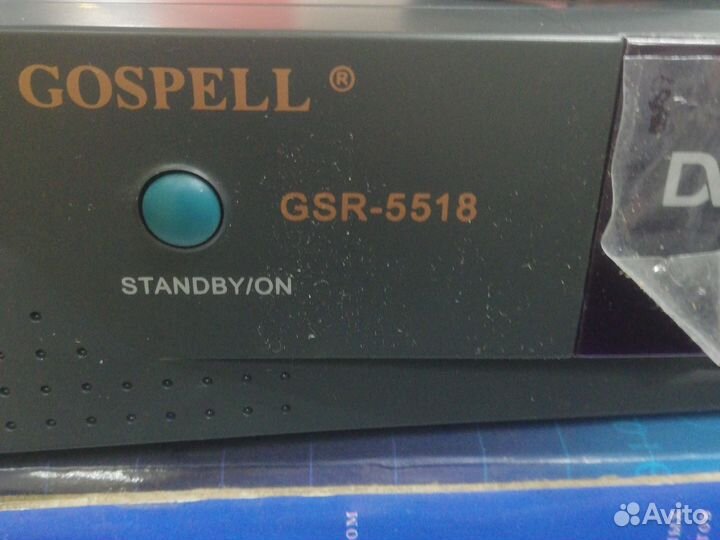 GOSPELL ®
GSR-5518
STANDBY/ON
Avito